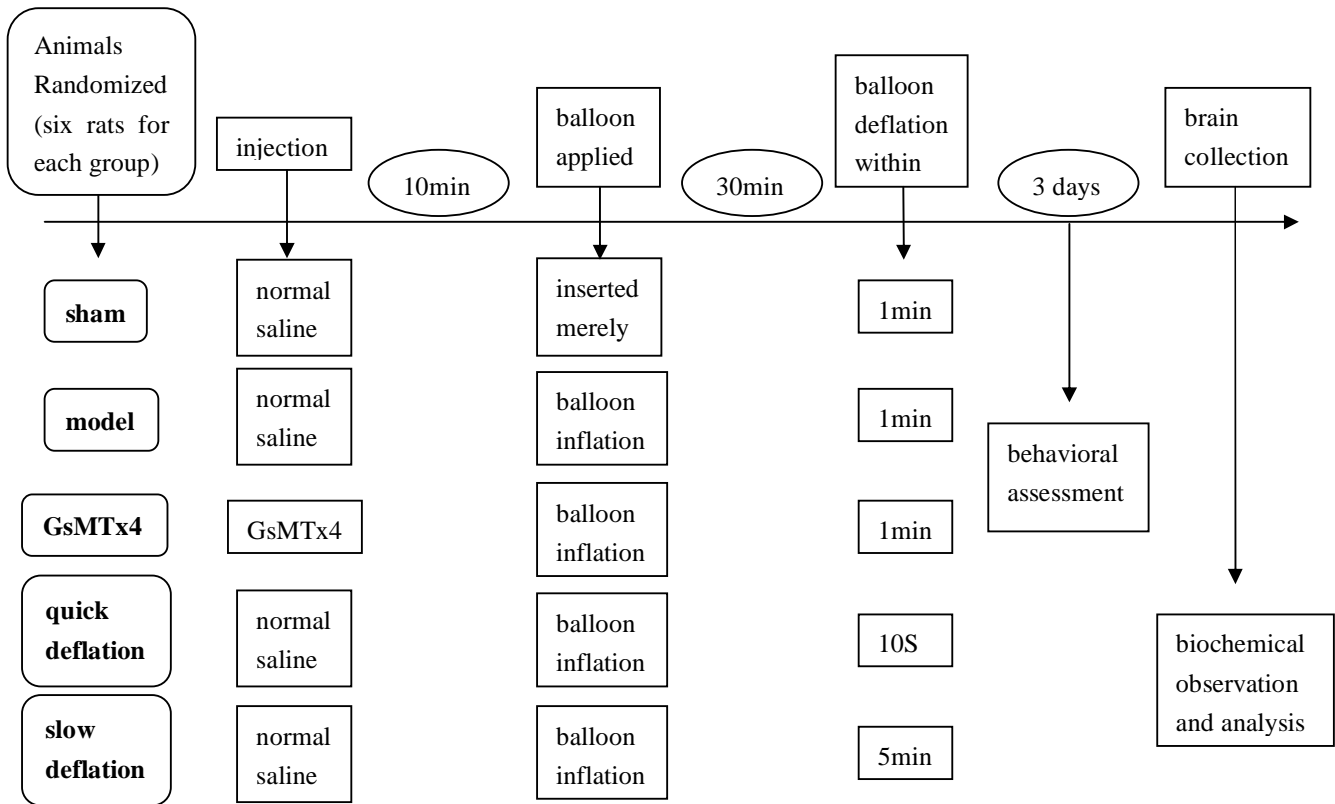 Animals
Randomized
(six rats for
each group)
injection
10min
balloon
applied
30min
balloon
deflation
within
3 days
brain
collection
sham
normal
saline
inserted
merely
1min
model
normal
saline
balloon
inflation
1min
behavioral
assessment
GsMTx4
GsMTx4
balloon
inflation
1min
quick
deflation
normal
saline
balloon
inflation
10S
biochemical
observation
and analysis
slow
deflation
normal
saline
balloon
inflation
5min